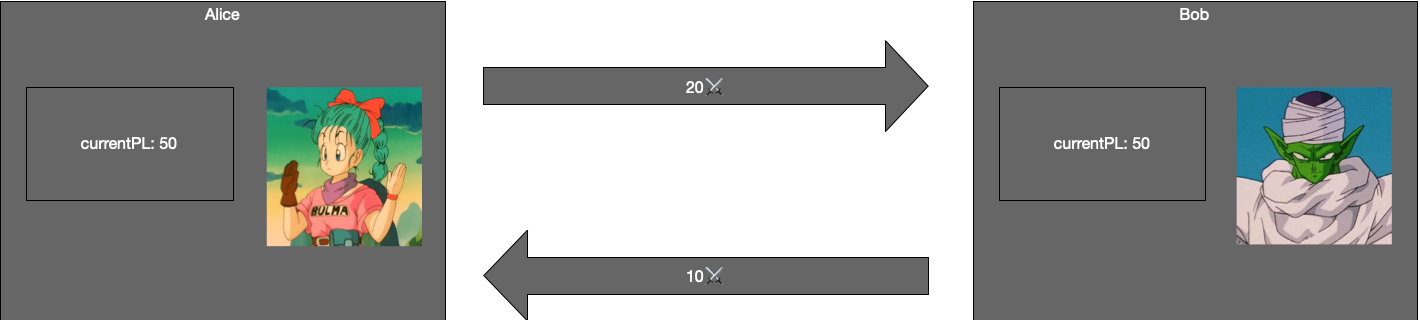 Alice
Bob
currentPL: 50
BULMA
20⚔
currentPL: 50
10⚔